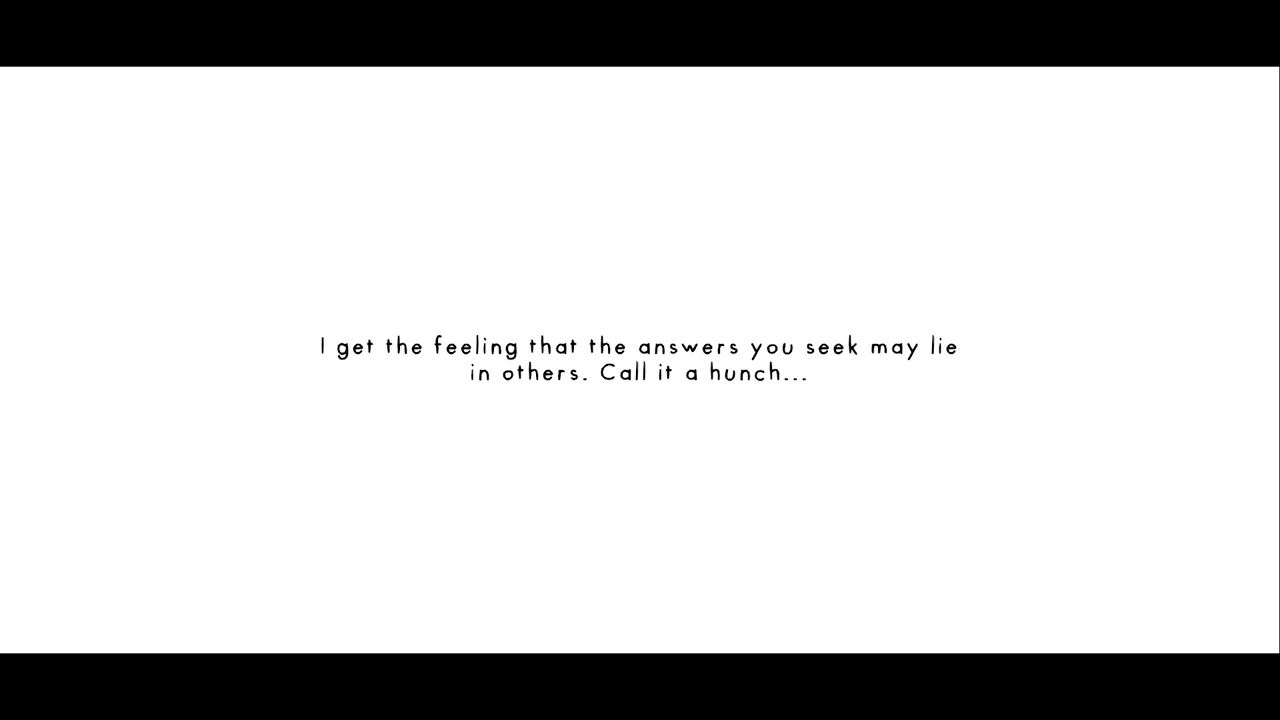 I get the feeling that the answers you seek may lie
in others. Call it a hunch...